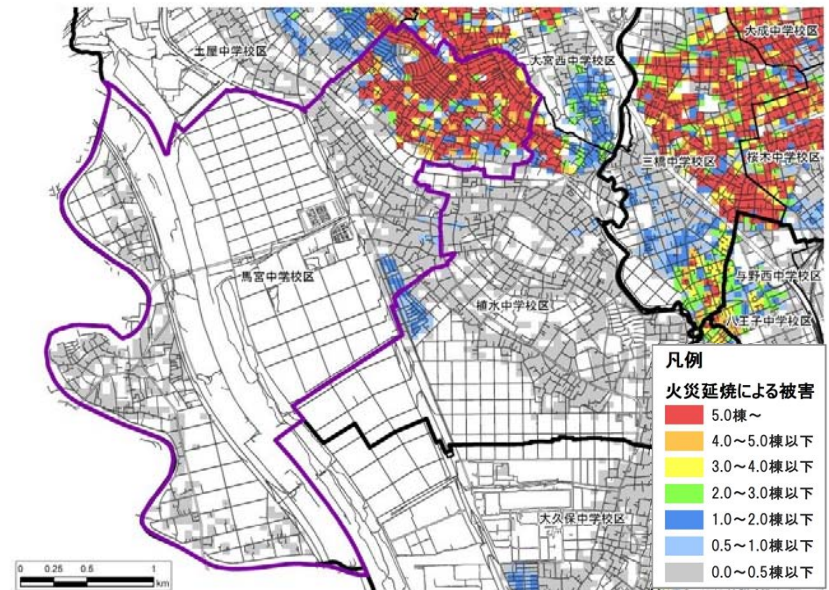 土屋中学校区
大宮西中学校区
大成中学校区
三橋中学校区
桜木中学校区
馬宮中学校区
植水中学校区
与野西中学校区
八王子中学校区
大久保中学校区
凡例
火災延焼による被害
5.0棟~
4.0~5.0棟以下
3.0~4.0棟以下
2.0~3.0棟以下
1.0~2.0棟以下
0.5~1.0棟以下
0.0~0.5棟以下
0 0.25 0.5 1
km